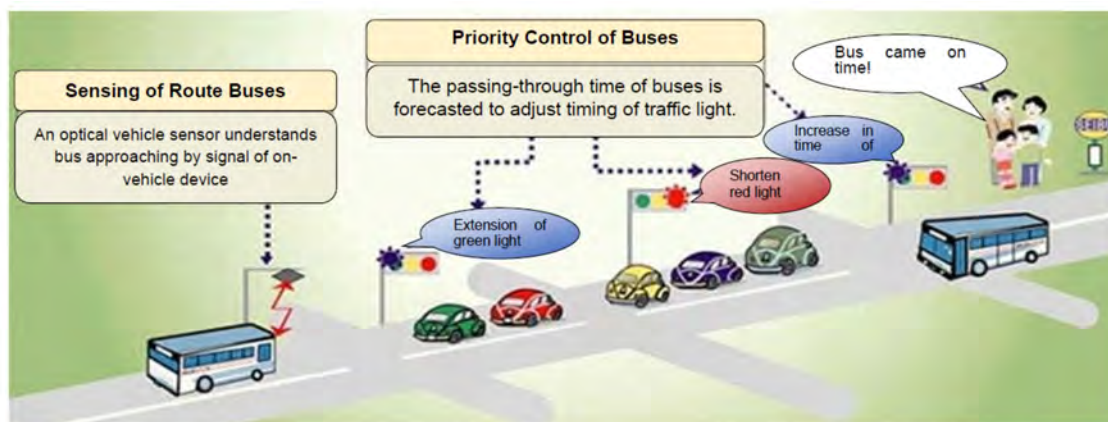 Priority Control of Buses
The passing-through time of buses is
forecasted to adjust timing of traffic light.
Bus came on
time!
Sensing of Route Buses
An optical vehicle sensor understands
bus approaching by signal of on-
vehicle device
Increase in
time of
SEIBU
Shorten
red light
Extension of
green light